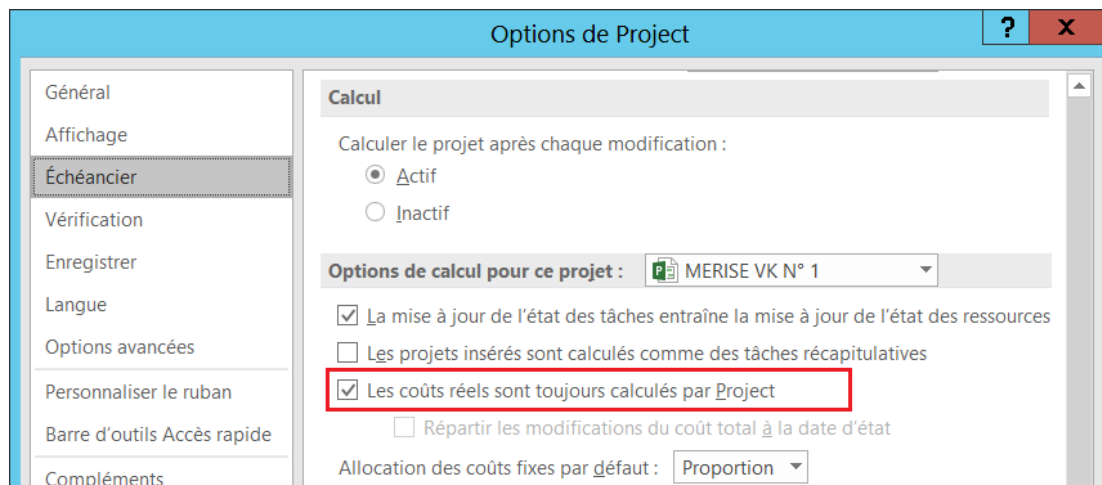 Options de Project
?
X
Général
Affichage
Échéancier
Vérification
Enregistrer
Langue
Options avancées
Personnaliser le ruban
Barre d'outils Accès rapide
Compléments
Calcul
Calculer le projet après chaque modification :
Actif
Inactif
Options de calcul pour ce projet : MERISE VK N° 1
La mise à jour de l'état des tâches entraîne la mise à jour de l'état des ressources
Les projets insérés sont calculés comme des tâches récapitulatives
Les coûts réels sont toujours calculés par Project
Répartir les modifications du coût total à la date d'état
Allocation des coûts fixes par défaut : Proportion